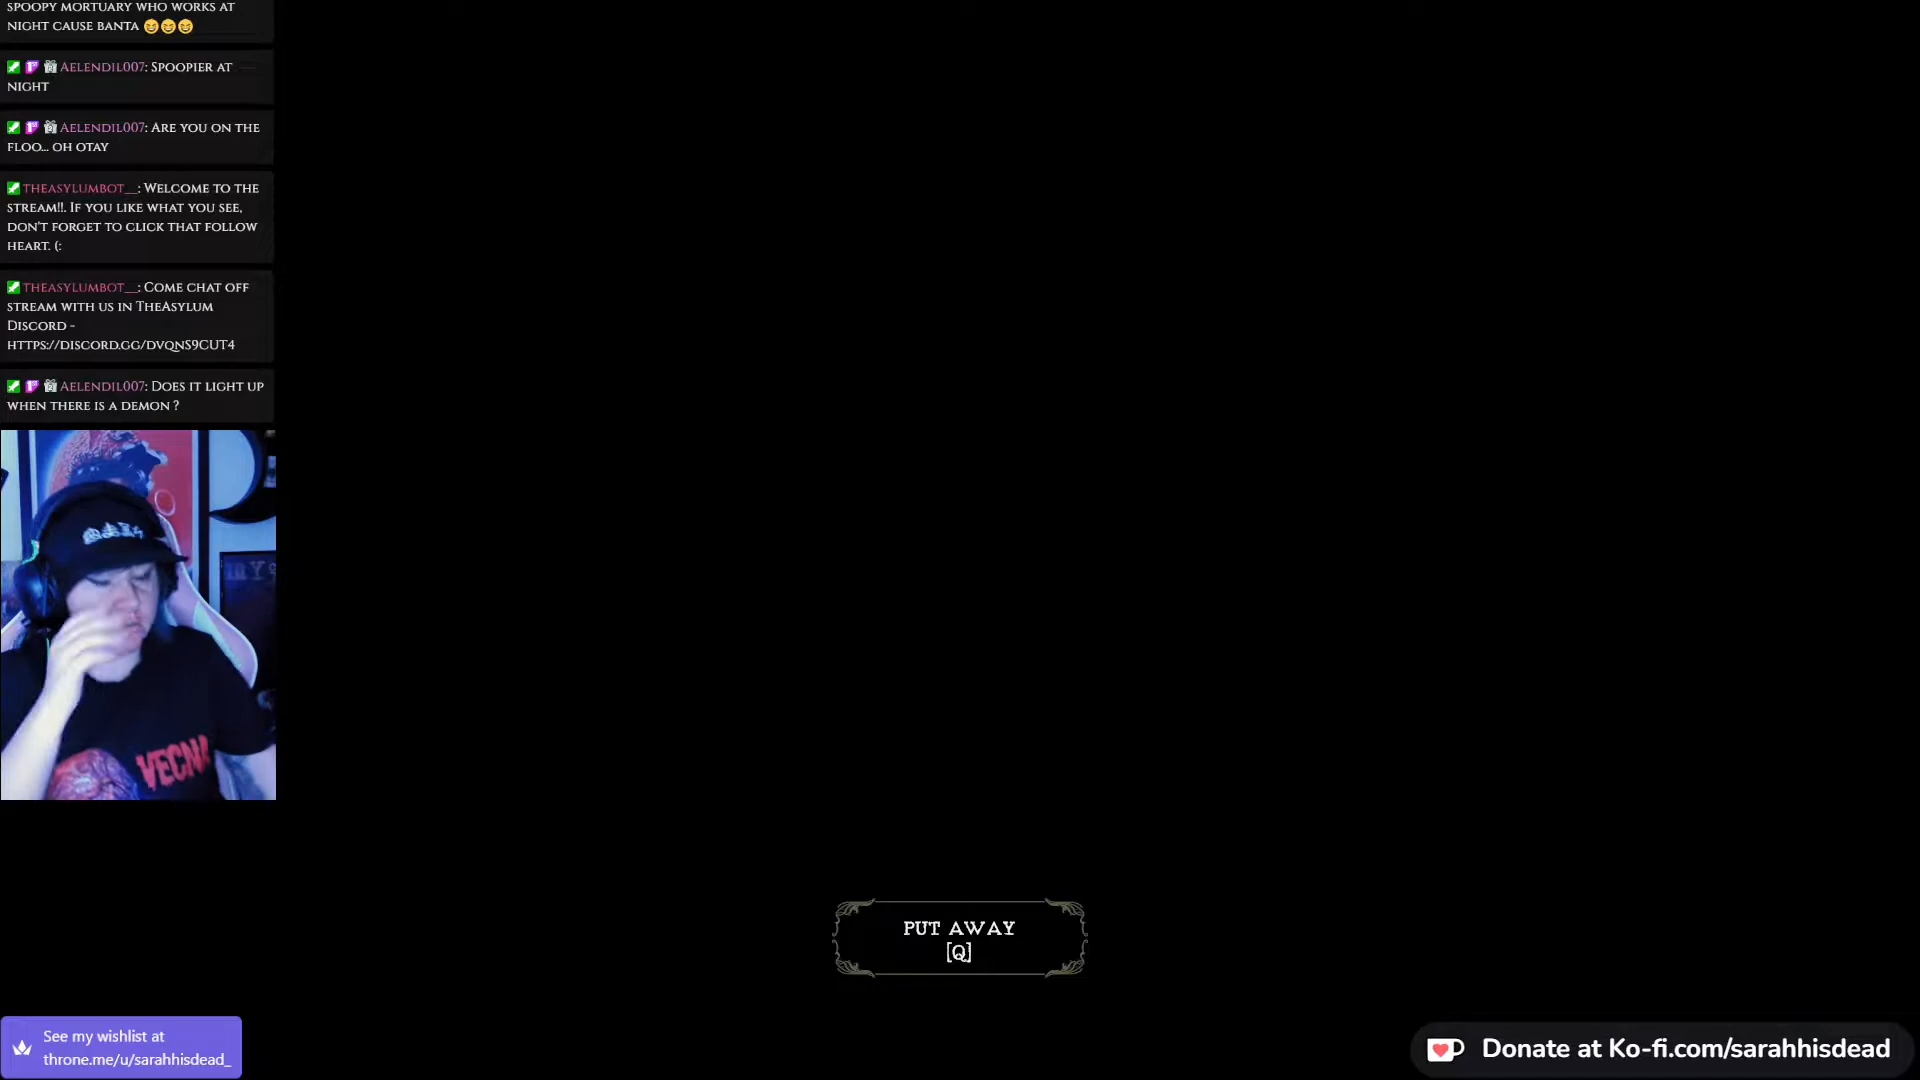 SPOOPY MORTUARY WHO WORKS AT
NIGHT CAUSE BANTA 😆😆😆
AELENDIL007: SPOOPIER AT
NIGHT
AELENDIL007: ARE YOU ON THE
FLOO... OH OTAY
THEASYLUMBOT__: WELCOME TO THE
STREAM!!. IF YOU LIKE WHAT YOU SEE,
DON'T FORGET TO CLICK THAT FOLLOW
HEART. (:
THEASYLUMBOT__: COME CHAT OFF
STREAM WITH US IN THEASYLUM
DISCORD -
HTTPS://DISCORD.GG/DVQNS9CUT4
AELENDIL007: DOES IT LIGHT UP
WHEN THERE IS A DEMON ?
VECNA
PUT AWAY
[Q]
See my wishlist at
throne.me/u/sarahhisdead_
Donate at Ko-fi.com/sarahhisdead